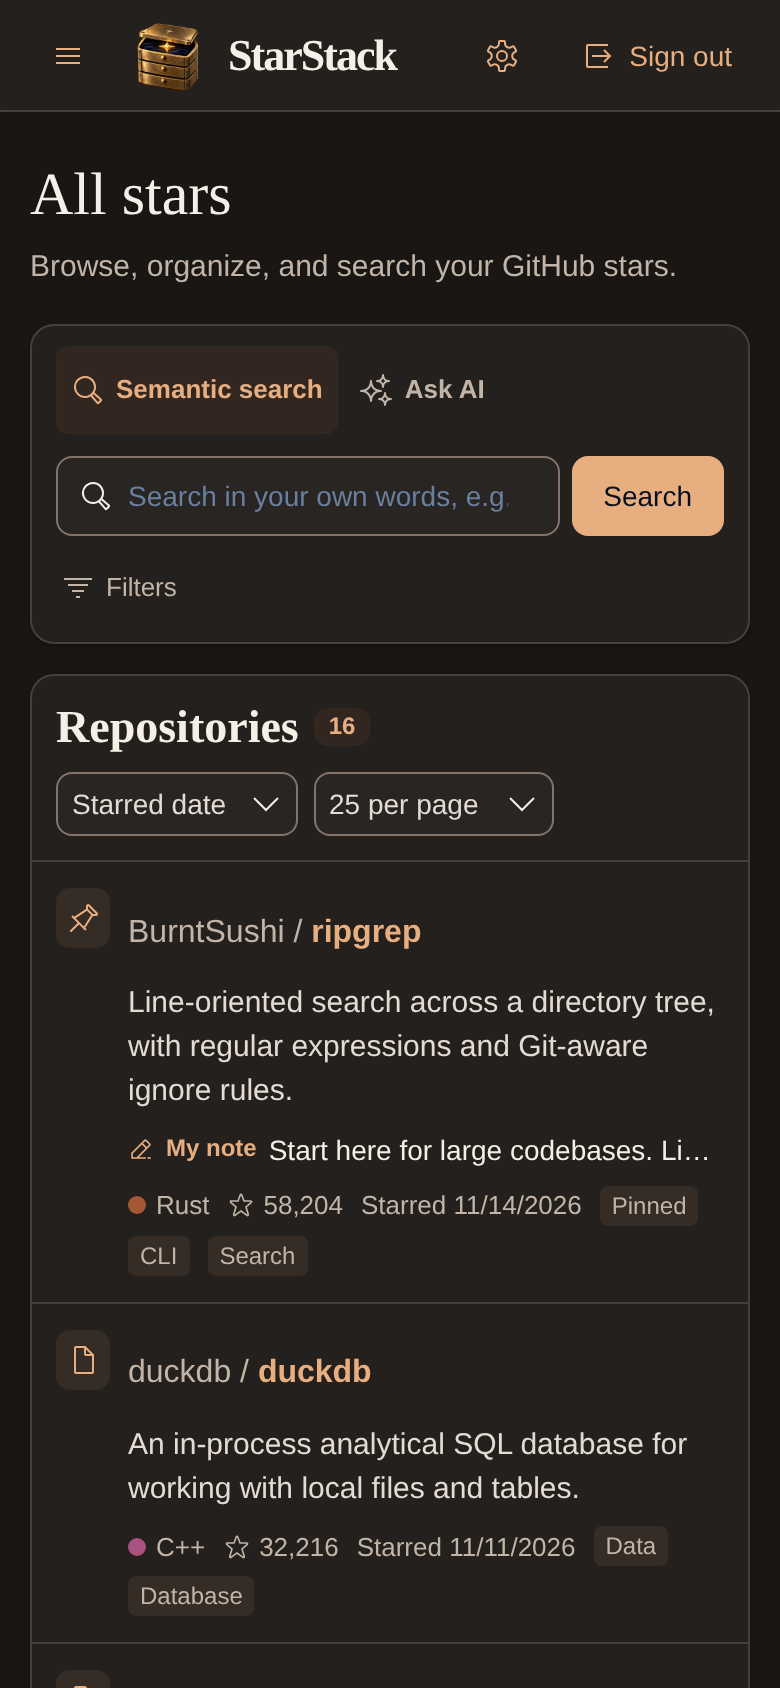 StarStack
Sign out
All stars
Browse, organize, and search your GitHub stars.
Semantic search
Ask AI
Search in your own words, e.g.
Search
Filters
Repositories 16
Starred date
25 per page
BurntSushi / ripgrep
Line-oriented search across a directory tree,
with regular expressions and Git-aware
ignore rules.
My note Start here for large codebases. Li…
Rust 58,204 Starred 11/14/2026 Pinned
CLI Search
duckdb / duckdb
An in-process analytical SQL database for
working with local files and tables.
C++ 32,216 Starred 11/11/2026 Data
Database